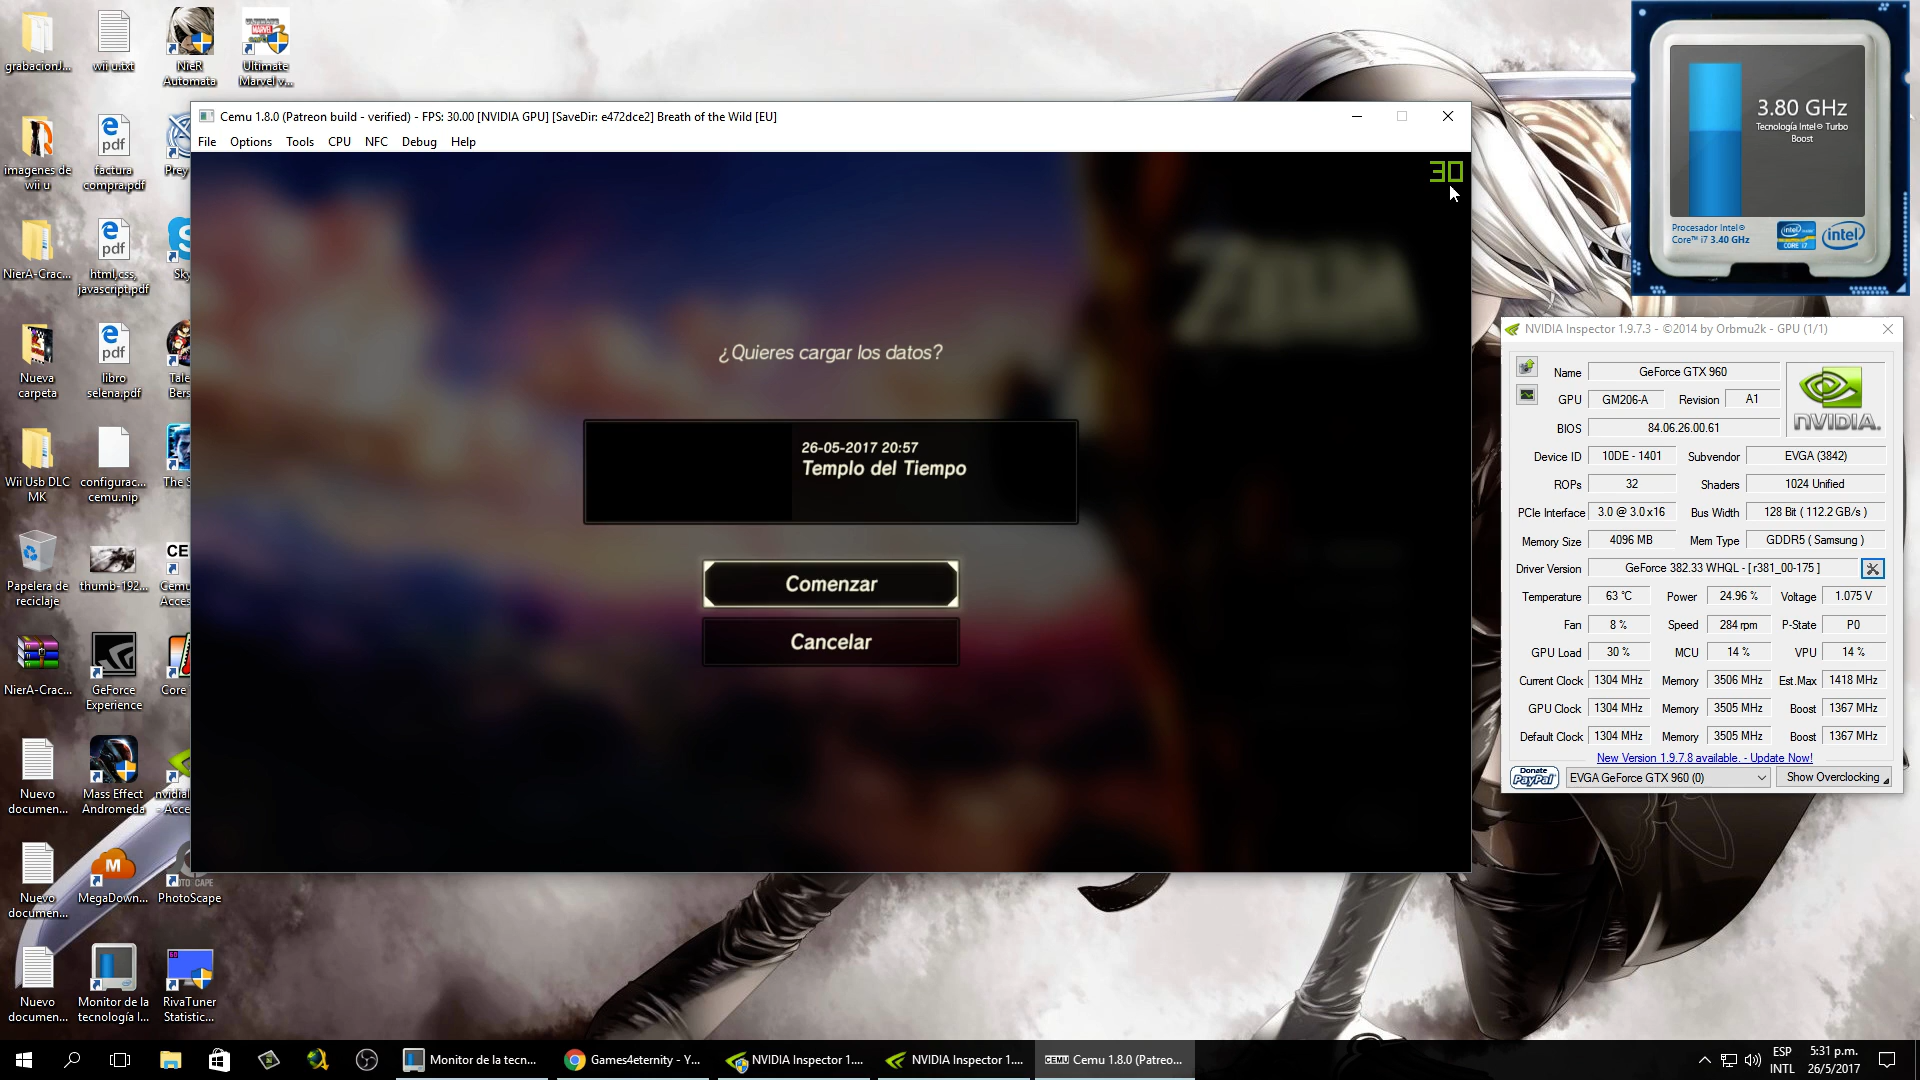 grabacionJ...
wii u.txt
NieR
Automata
Ultimate
Marvel v...
imagenes de
wii u
factura
compra.pdf
Prey
NierA-Crac...
html,css,
javascript.pdf
Sky
Nueva
carpeta
libro
selena.pdf
Tale
Bers
Wii Usb DLC
MK
configurac...
cemu.nip
The S
Papelera de
reciclaje
thumb-192...
Cemu
Acces
NierA-Crac...
GeForce
Experience
Core
Nuevo
documen...
Mass Effect
Andromeda
nvidiaI
- Acce
Nuevo
documen...
MegaDown...
PhotoScape
Nuevo
documen...
Monitor de la
tecnología I...
RivaTuner
Statistic...
Cemu 1.8.0 (Patreon build - verified) - FPS: 30.00 [NVIDIA GPU] [SaveDir: e472dce2] Breath of the Wild [EU]
File Options Tools CPU NFC Debug Help
30
ZELDA
¿Quieres cargar los datos?
26-05-2017 20:57
Templo del Tiempo
Comenzar
Cancelar
3.80 GHz
Tecnología Intel® Turbo
Boost
Procesador Intel®
Core™ i7 3.40 GHz
intel
CORE i7
intel
NVIDIA Inspector 1.9.7.3 - ©2014 by Orbmu2k - GPU (1/1)
Name GeForce GTX 960
GPU GM206-A Revision A1
NVIDIA.
BIOS 84.06.26.00.61
Device ID 10DE - 1401 Subvendor EVGA (3842)
ROPs 32 Shaders 1024 Unified
PCIe Interface 3.0 @ 3.0 x16 Bus Width 128 Bit ( 112.2 GB/s )
Memory Size 4096 MB Mem Type GDDR5 ( Samsung )
Driver Version GeForce 382.33 WHQL - [ r381_00-175 ]
Temperature 63 °C Power 24.96 % Voltage 1.075 V
Fan 8 % Speed 284 rpm P-State P0
GPU Load 30 % MCU 14 % VPU 14 %
Current Clock 1304 MHz Memory 3506 MHz Est.Max 1418 MHz
GPU Clock 1304 MHz Memory 3505 MHz Boost 1367 MHz
Default Clock 1304 MHz Memory 3505 MHz Boost 1367 MHz
New Version 1.9.7.8 available. - Update Now!
Donate
PayPal
EVGA GeForce GTX 960 (0)
Show Overclocking
Monitor de la tecn...
Games4eternity - Y...
NVIDIA Inspector 1....
NVIDIA Inspector 1....
CEMU Cemu 1.8.0 (Patreo...
ESP
INTL
5:31 p.m.
26/5/2017